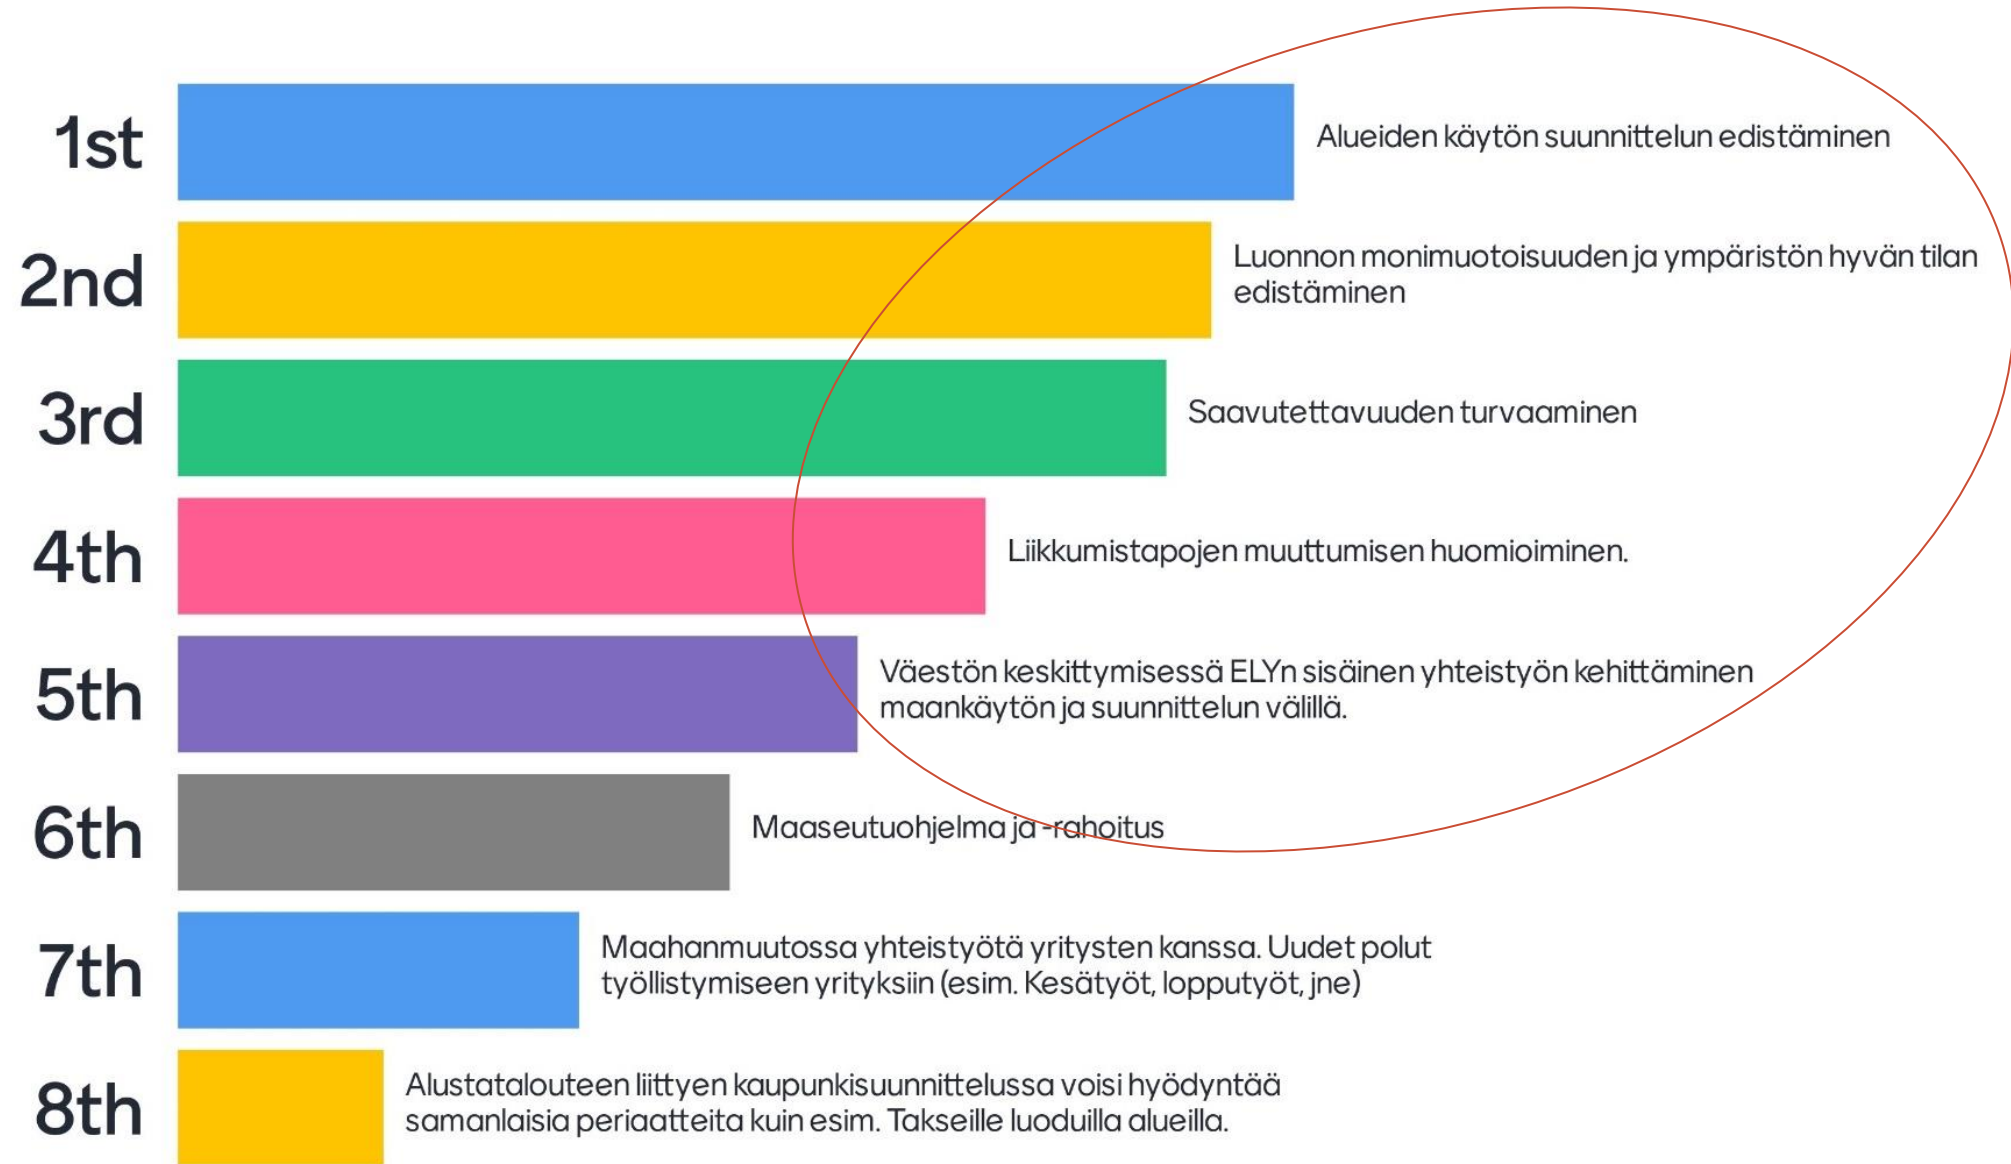 1st
Alueiden käytön suunnittelun edistäminen
2nd
Luonnon monimuotoisuuden ja ympäristön hyvän tilan
edistäminen
3rd
Saavutettavuuden turvaaminen
4th
Liikkumistapojen muuttumisen huomioiminen.
5th
Väestön keskittymisessä ELYn sisäinen yhteistyön kehittäminen
maankäytön ja suunnittelun välillä.
6th
Maaseutuohjelma ja -rahoitus
7th
Maahanmuutossa yhteistyötä yritysten kanssa. Uudet polut
työllistymiseen yrityksiin (esim. Kesätyöt, lopputyöt, jne)
8th
Alustatalouteen liittyen kaupunkisuunnittelussa voisi hyödyntää
samanlaisia periaatteita kuin esim. Takseille luoduilla alueilla.